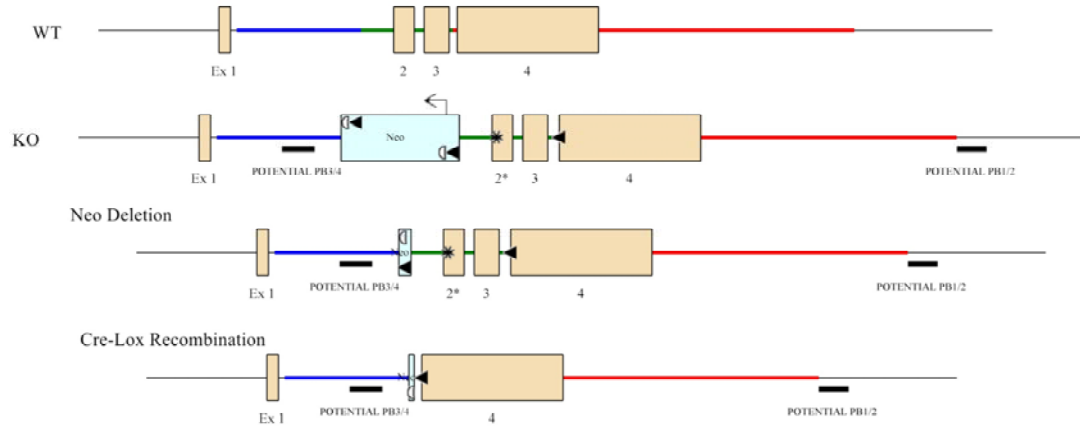 WT
Ex 1 2 3 4
KO
Neo
POTENTIAL PB3/4 POTENTIAL PB1/2
Ex 1 2* 3 4
Neo Deletion
POTENTIAL PB3/4 POTENTIAL PB1/2
Ex 1 2* 3 4
Cre-Lox Recombination
POTENTIAL PB3/4 POTENTIAL PB1/2
Ex 1 4